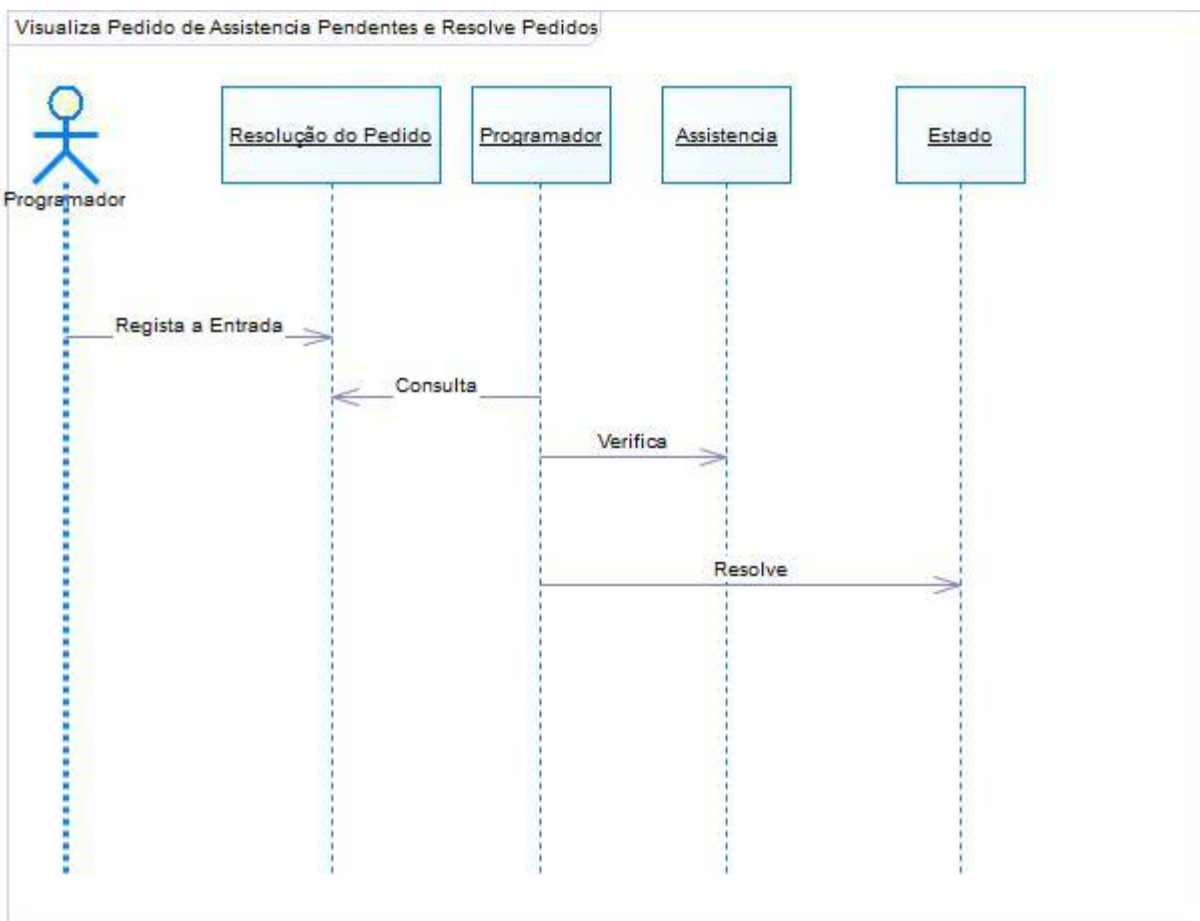 Visualiza Pedido de Assistencia Pendentes e Resolve Pedidos
Resolução do Pedido
Programador
Assistencia
Estado
Programador
Regista a Entrada
Consulta
Verifica
Resolve